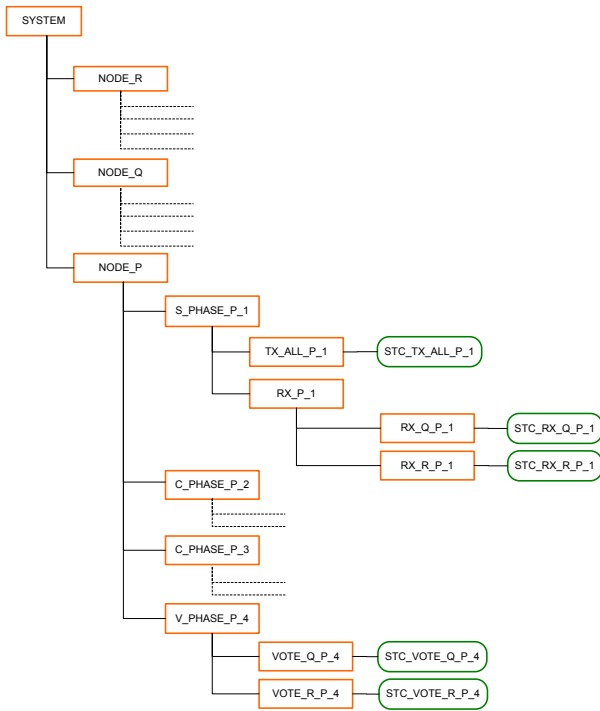 SYSTEM
NODE_R
NODE_Q
NODE_P
S_PHASE_P_1
TX_ALL_P_1
STC_TX_ALL_P_1
RX_P_1
RX_Q_P_1
STC_RX_Q_P_1
RX_R_P_1
STC_RX_R_P_1
C_PHASE_P_2
C_PHASE_P_3
V_PHASE_P_4
VOTE_Q_P_4
STC_VOTE_Q_P_4
VOTE_R_P_4
STC_VOTE_R_P_4